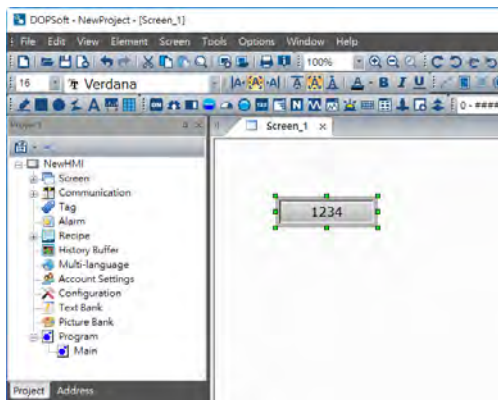 DOPSoft - NewProject - [Screen_1]
File Edit View Element Screen Tools Options Window Help
100%
16 Verdana
0 - ####
Project
Screen_1
NewHMI
Screen
Communication
Tag
Alarm
Recipe
History Buffer
Multi-language
Account Settings
Configuration
Text Bank
Picture Bank
Program
Main
1234
Project Address